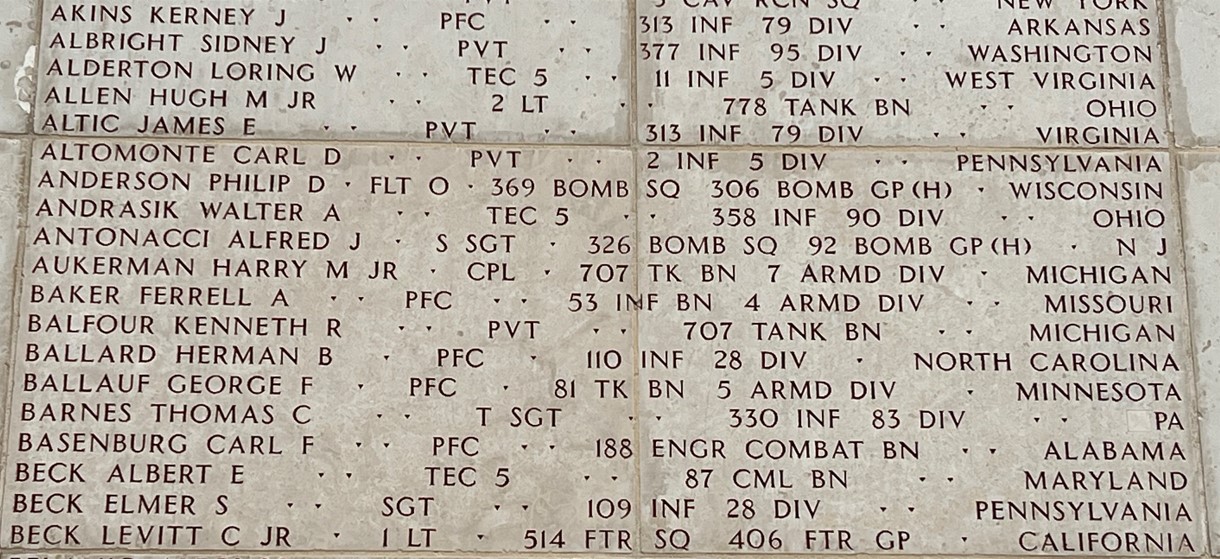 AKINS KERNEY J · · PFC · · 313 INF 79 DIV · · ARKANSAS
ALBRIGHT SIDNEY J · · PVT · · 377 INF 95 DIV · · WASHINGTON
ALDERTON LORING W · · TEC 5 · · 11 INF 5 DIV · · WEST VIRGINIA
ALLEN HUGH M JR · · 2 LT · · 778 TANK BN · · OHIO
ALTIC JAMES E · · PVT · · 313 INF 79 DIV · · VIRGINIA
ALTOMONTE CARL D · · PVT · · 2 INF 5 DIV · · PENNSYLVANIA
ANDERSON PHILIP D · FLT O · 369 BOMB SQ 306 BOMB GP (H) · WISCONSIN
ANDRASIK WALTER A · · TEC 5 · · 358 INF 90 DIV · · OHIO
ANTONACCI ALFRED J · S SGT · 326 BOMB SQ 92 BOMB GP (H) · N J
AUKERMAN HARRY M JR · CPL · 707 TK BN 7 ARMD DIV · MICHIGAN
BAKER FERRELL A · · PFC · · 53 INF BN 4 ARMD DIV · · MISSOURI
BALFOUR KENNETH R · · PVT · · 707 TANK BN · · MICHIGAN
BALLARD HERMAN B · PFC · 110 INF 28 DIV · NORTH CAROLINA
BALLAUF GEORGE F · PFC · 81 TK BN 5 ARMD DIV · MINNESOTA
BARNES THOMAS C · · T SGT · · 330 INF 83 DIV · · PA
BASENBURG CARL F · · PFC · · 188 ENGR COMBAT BN · · ALABAMA
BECK ALBERT E · · TEC 5 · · 87 CML BN · · MARYLAND
BECK ELMER S · · SGT · · 109 INF 28 DIV · · PENNSYLVANIA
BECK LEVITT C JR · 1 LT · 514 FTR SQ 406 FTR GP · CALIFORNIA